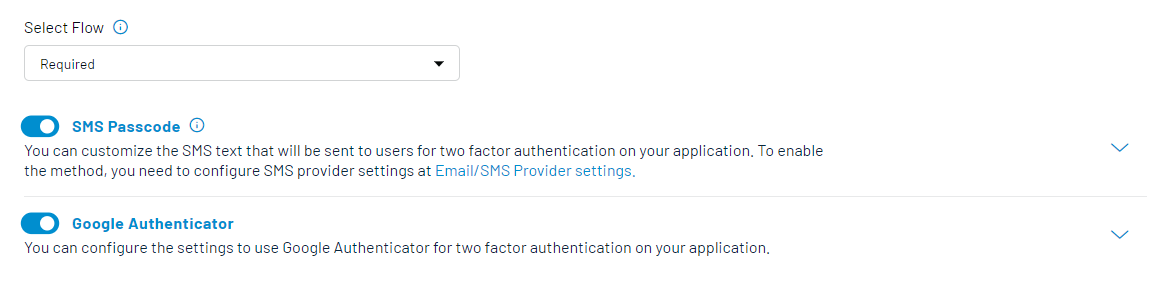 Select Flow
Required
SMS Passcode
You can customize the SMS text that will be sent to users for two factor authentication on your application. To enable
the method, you need to configure SMS provider settings at Email/SMS Provider settings.
Google Authenticator
You can configure the settings to use Google Authenticator for two factor authentication on your application.